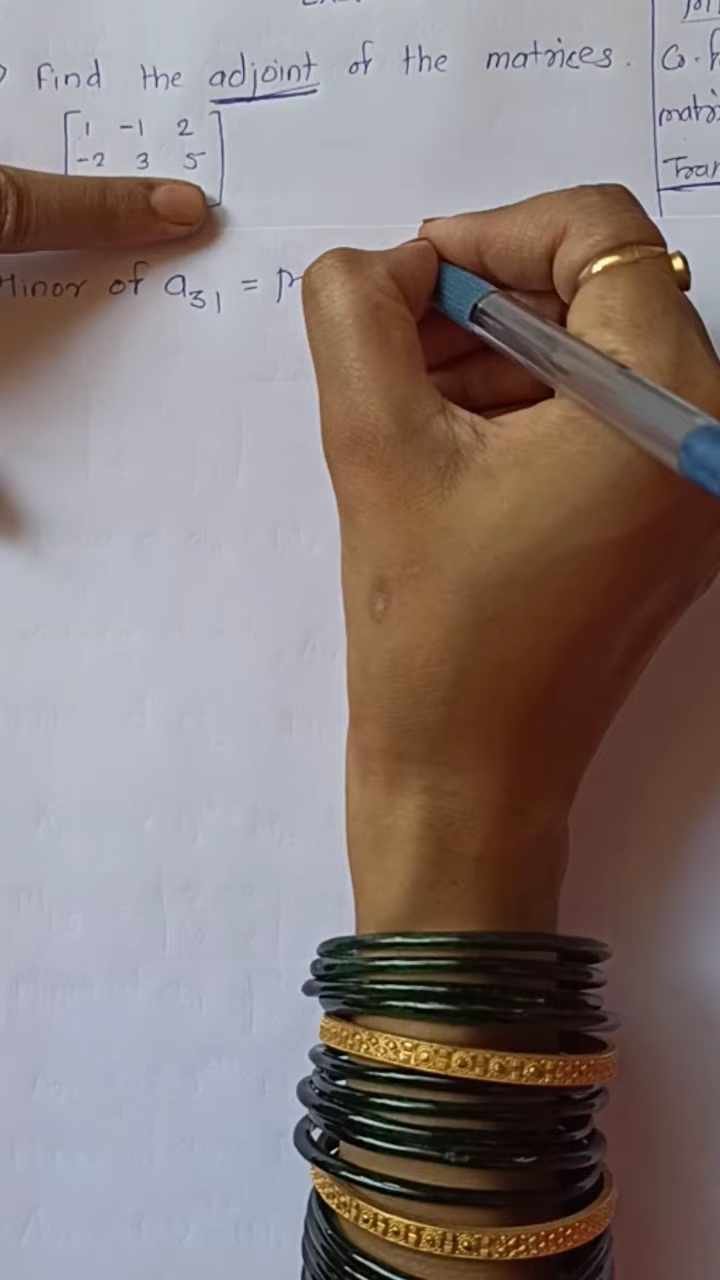 Find the adjoint of the matrices.
1 -1 2
-2 3 5
Minor of a31 =